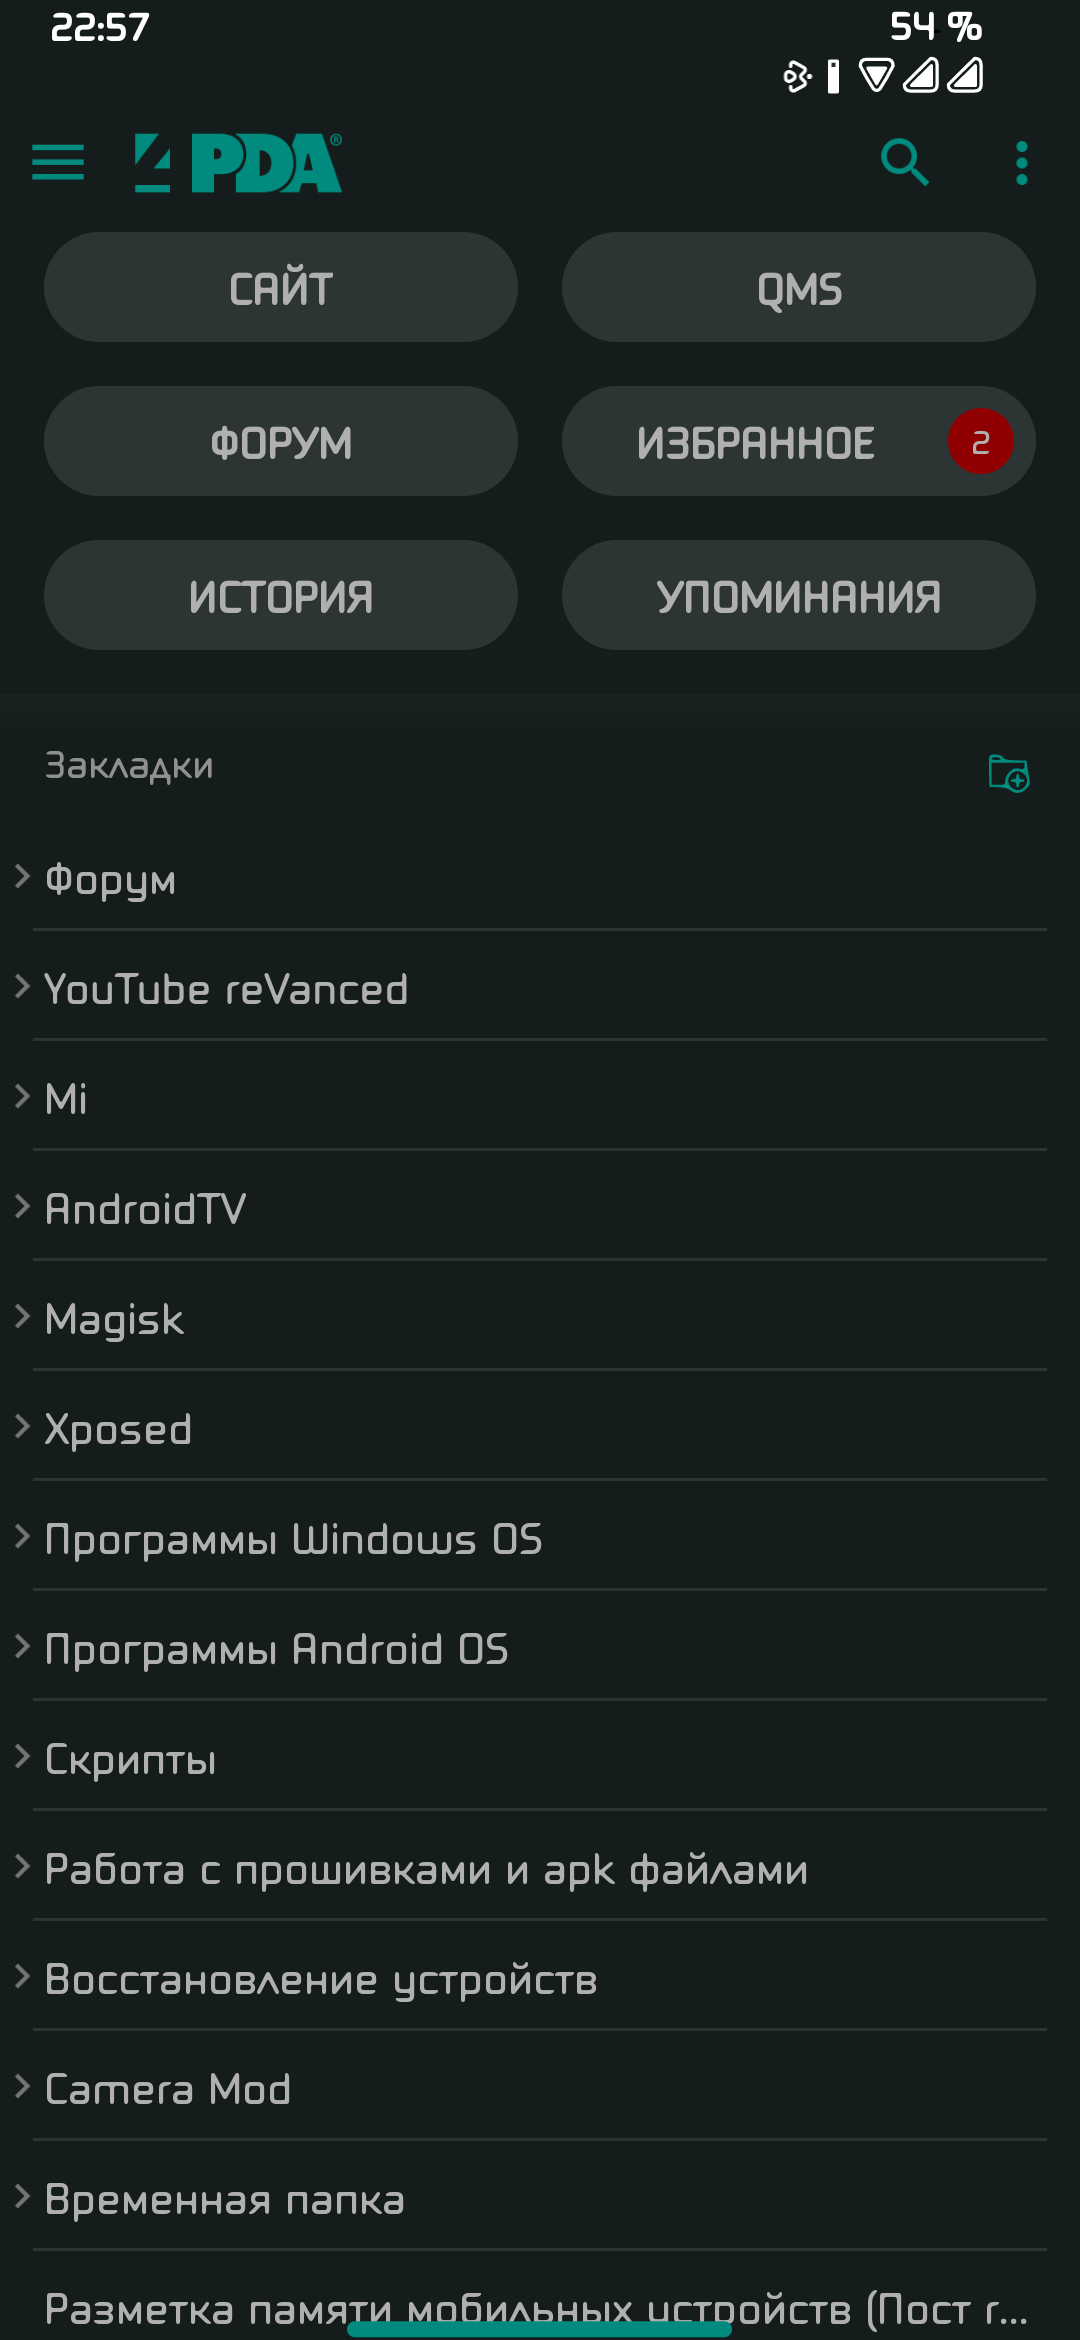 22:57
54 %
4PDA®
САЙТ
QMS
ФОРУМ
ИЗБРАННОЕ 2
ИСТОРИЯ
УПОМИНАНИЯ
Закладки
Форум
YouTube reVanced
Mi
AndroidTV
Magisk
Xposed
Программы Windows OS
Программы Android OS
Скрипты
Работа с прошивками и apk файлами
Восстановление устройств
Camera Mod
Временная папка
Разметка памяти мобильных устройств (Пост r...